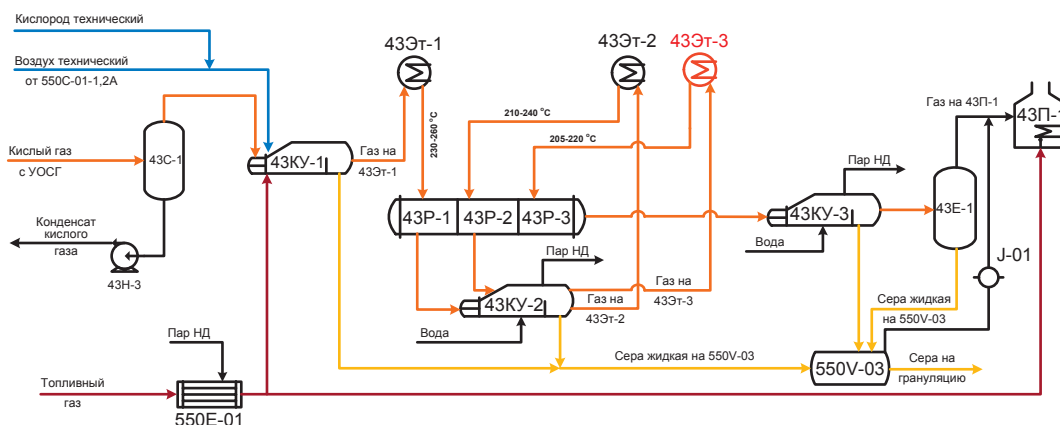 Кислород технический
Воздух технический
от 550С-01-1,2А
43Эт-1
43Эт-2
43Эт-3
Газ на 43П-1
43П-1
210-240 °С
230-260 °С
205-220 °С
Кислый газ
с УОСГ
43С-1
43КУ-1
Газ на
43Эт-1
Пар НД
43Р-1
43Р-2
43Р-3
43КУ-3
43Е-1
Конденсат
кислого
газа
43Н-3
Вода
Пар НД
J-01
43КУ-2
Газ на
43Эт-3
Газ на
43Эт-2
Вода
Сера жидкая
на 550V-03
Пар НД
Сера жидкая на 550V-03
550V-03
Сера на
грануляцию
Топливный
газ
550Е-01